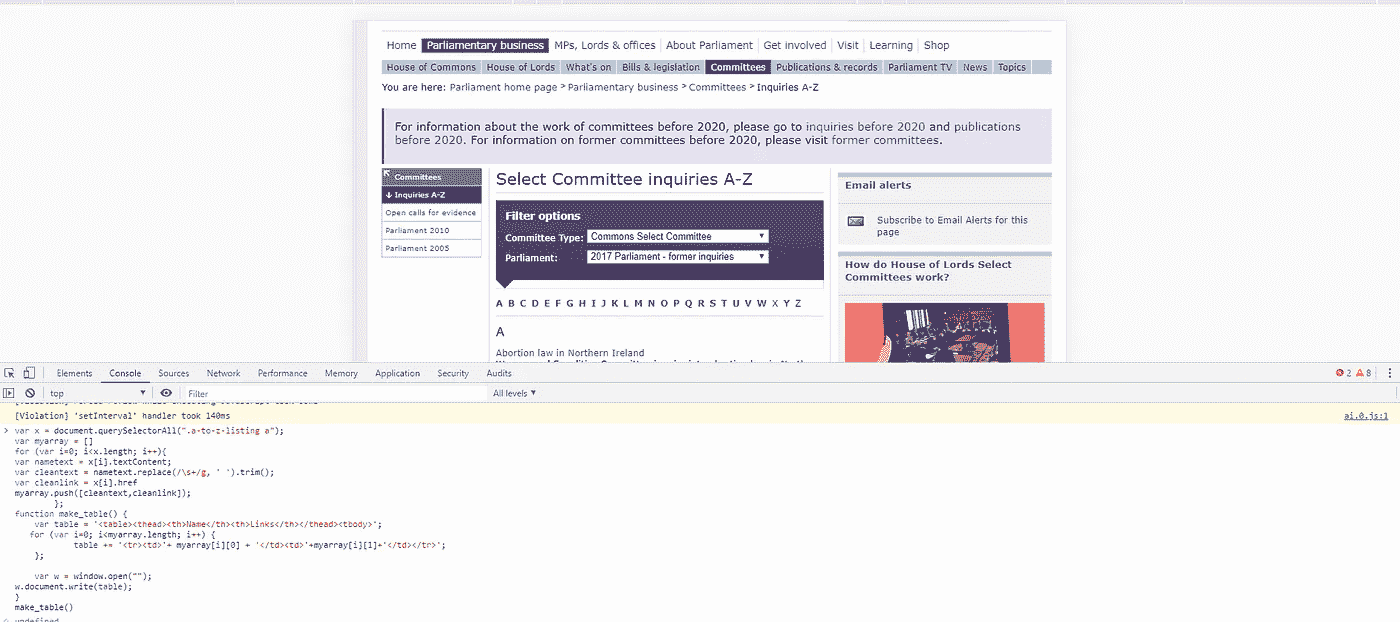 Home Parliamentary business MPs, Lords & offices About Parliament Get involved Visit Learning Shop
House of Commons House of Lords What's on Bills & legislation Committees Publications & records Parliament TV News Topics
You are here: Parliament home page > Parliamentary business > Committees > Inquiries A-Z
For information about the work of committees before 2020, please go to inquiries before 2020 and publications
before 2020. For information on former committees before 2020, please visit former committees.
Committees
Inquiries A-Z
Open calls for evidence
Parliament 2010
Parliament 2005
Select Committee inquiries A-Z
Filter options
Committee Type: Commons Select Committee
Parliament: 2017 Parliament - former inquiries
A B C D E F G H I J K L M N O P Q R S T U V W X Y Z
A
Abortion law in Northern Ireland
Email alerts
Subscribe to Email Alerts for this
page
How do House of Lords Select
Committees work?
Elements Console Sources Network Performance Memory Application Security Audits 2 8
top Filter All levels
[Violation] 'setInterval' handler took 140ms ai.0.js:1
> var x = document.querySelectorAll(".a-to-z-listing a");
var myarray = []
for (var i=0; i<x.length; i++){
var nametext = x[i].textContent;
var cleantext = nametext.replace(/\s+/g, ' ').trim();
var cleanlink = x[i].href
myarray.push([cleantext,cleanlink]);
};
function make_table() {
var table = '<table><thead><th>Name</th><th>Links</th></thead><tbody>';
for (var i=0; i<myarray.length; i++) {
table += '<tr><td>'+ myarray[i][0] + '</td><td>'+myarray[i][1]+'</td></tr>';
};
var w = window.open("");
w.document.write(table);
}
make_table()
undefined